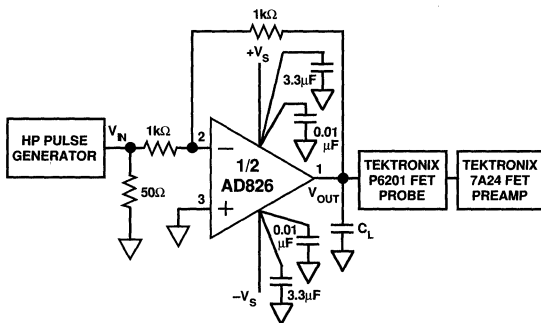 1kΩ
+VS
3.3μF
HP PULSE
GENERATOR
VIN
1kΩ
2
−
0.01
μF
1/2
AD826
1
50Ω
3
+
VOUT
TEKTRONIX
P6201 FET
PROBE
TEKTRONIX
7A24 FET
PREAMP
0.01
μF
CL
−VS
3.3μF